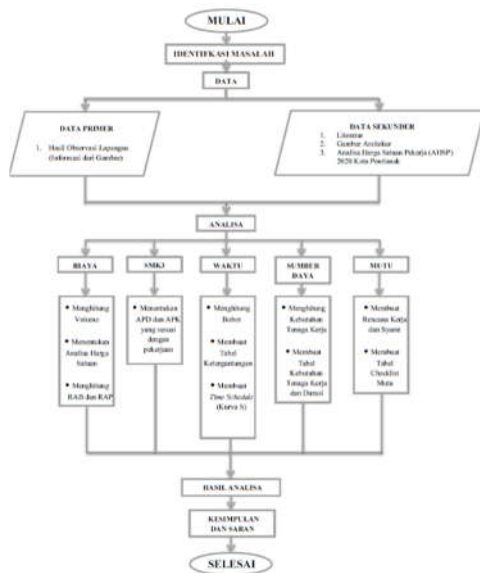 MULAI
IDENTIFKASI MASALAH
DATA
DATA PRIMER
1. Hasil Observasi Lapangan
(Informasi dari Gambar)
DATA SEKUNDER
1. Literatur
2. Gambar Arsitektur
3. Analisa Harga Satuan Pekerja (AHSP)
2020 Kota Pontianak
ANALISA
BIAYA
• Menghitung
Volume
• Menentukan
Analisa Harga
Satuan
• Menghitung
RAB dan RAP
SMK3
• Menentukan
APD dan APK
yang sesuai
dengan
pekerjaan
WAKTU
• Menghitung
Bobot
• Membuat
Tabel
Ketergantungan
• Membuat
Time Schedule
(Kurva S)
SUMBER
DAYA
• Menghitung
Kebutuhan
Tenaga Kerja
• Membuat
Tabel
Kebutuhan
Tenaga Kerja
dan Durasi
MUTU
• Membuat
Rencana Kerja
dan Syarat
• Membuat
Tabel
Checklist
Mutu
HASIL ANALISA
KESIMPULAN
DAN SARAN
SELESAI